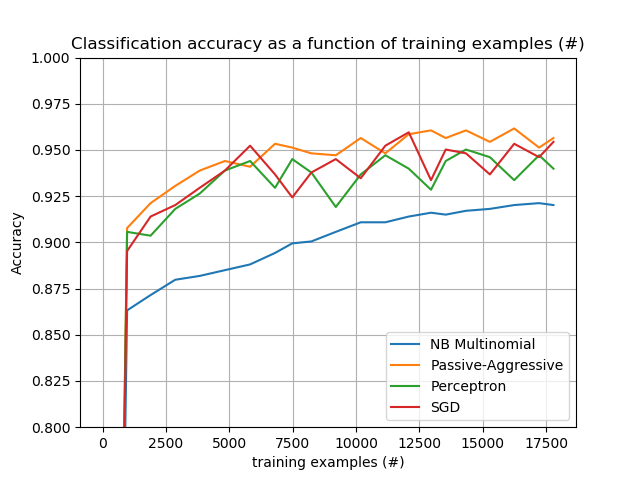 Classification accuracy as a function of training examples (#)
1.000
0.975
0.950
0.925
0.900
0.875
0.850
0.825
0.800
Accuracy
NB Multinomial
Passive-Aggressive
Perceptron
SGD
0 2500 5000 7500 10000 12500 15000 17500
training examples (#)